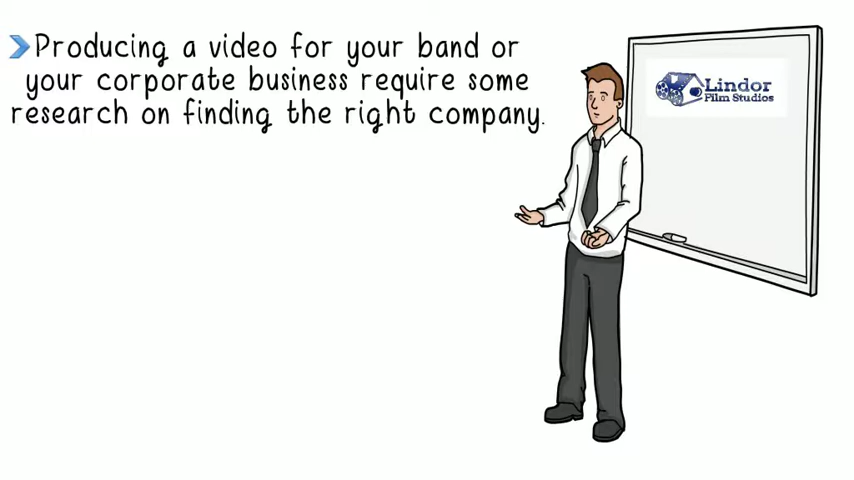 Producing a video for your band or
your corporate business require some
research on finding the right company.
Lindor
Film Studios